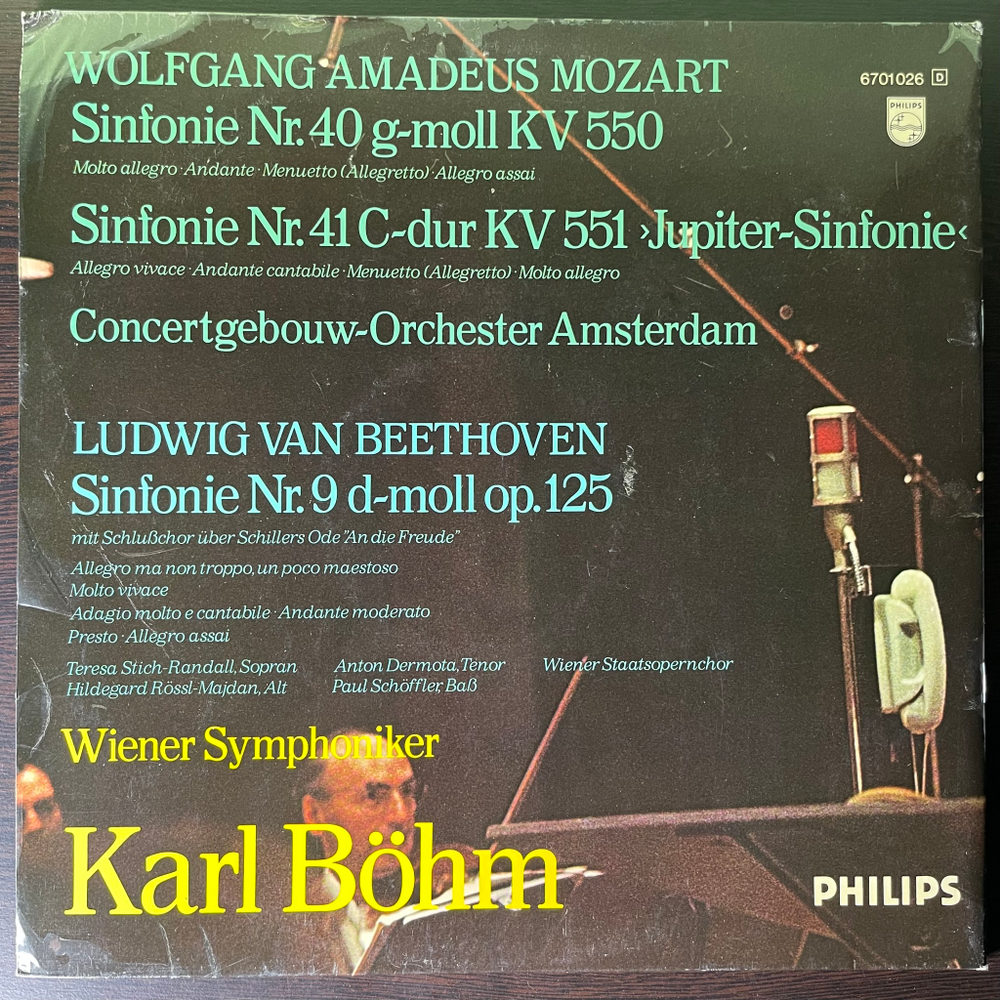 WOLFGANG AMADEUS MOZART
6701026 D
PHILIPS
Sinfonie Nr. 40 g-moll KV 550
Molto allegro · Andante · Menuetto (Allegretto) · Allegro assai
Sinfonie Nr. 41 C-dur KV 551 ›Jupiter-Sinfonie‹
Allegro vivace · Andante cantabile · Menuetto (Allegretto) · Molto allegro
Concertgebouw-Orchester Amsterdam
LUDWIG VAN BEETHOVEN
Sinfonie Nr. 9 d-moll op. 125
mit Schlußchor über Schillers Ode "An die Freude"
Allegro ma non troppo, un poco maestoso
Molto vivace
Adagio molto e cantabile · Andante moderato
Presto · Allegro assai
Teresa Stich-Randall, Sopran Anton Dermota, Tenor Wiener Staatsopernchor
Hildegard Rössl-Majdan, Alt Paul Schöffler, Baß
Wiener Symphoniker
Karl Böhm
PHILIPS